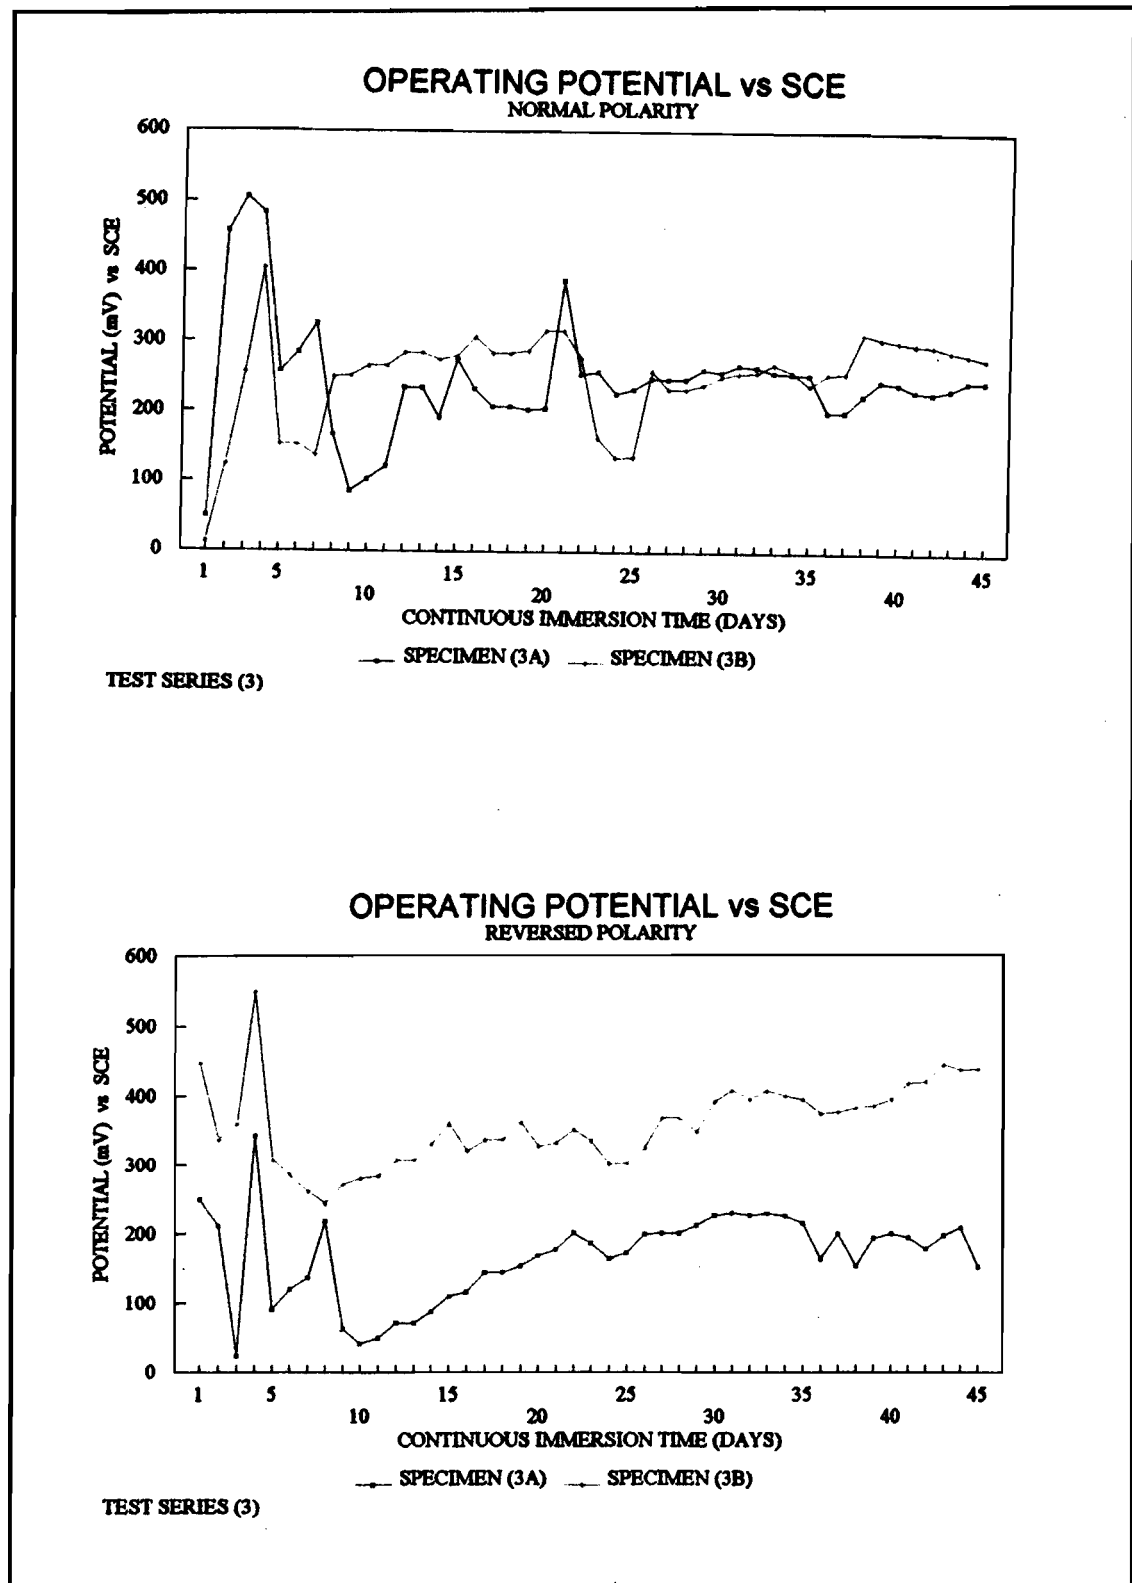 OPERATING POTENTIAL vs SCE
NORMAL POLARITY
600
500
400
300
200
100
0
POTENTIAL (mV) vs SCE
1 5 15 25 35 45
10 20 30 40
CONTINUOUS IMMERSION TIME (DAYS)
SPECIMEN (3A) SPECIMEN (3B)
TEST SERIES (3)
OPERATING POTENTIAL vs SCE
REVERSED POLARITY
600
500
400
300
200
100
0
POTENTIAL (mV) vs SCE
1 5 15 25 35 45
10 20 30 40
CONTINUOUS IMMERSION TIME (DAYS)
SPECIMEN (3A) SPECIMEN (3B)
TEST SERIES (3)